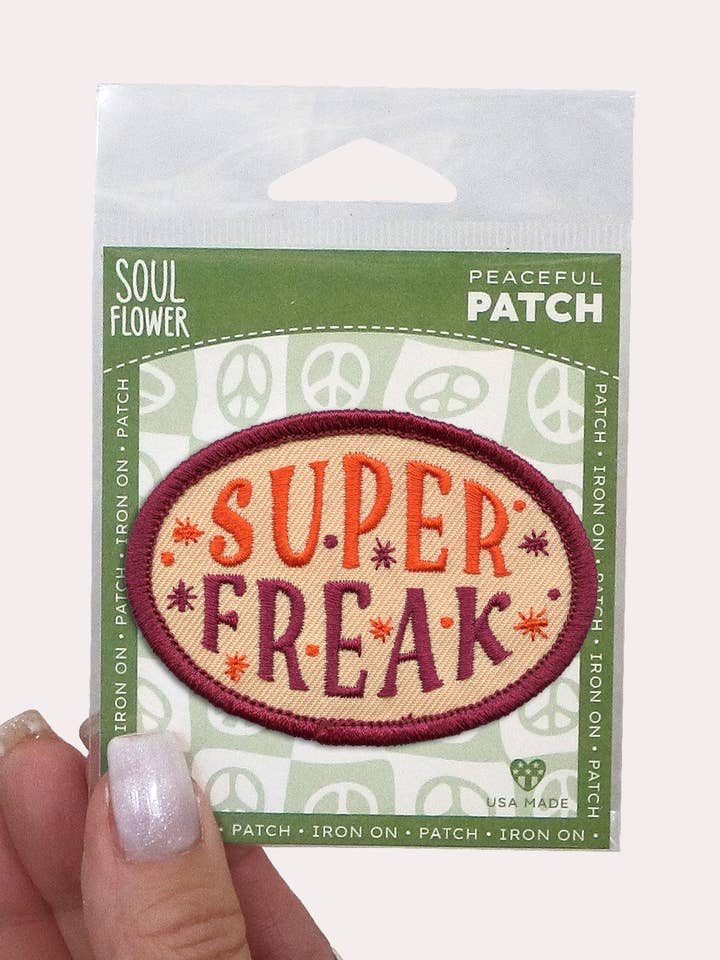 SOUL
FLOWER
PEACEFUL
PATCH
IRON ON • PATCH • IRON ON • PATCH
PATCH • IRON ON • PATCH • IRON ON • PATCH
SUPER
FREAK
USA MADE
PATCH • IRON ON • PATCH • IRON ON •